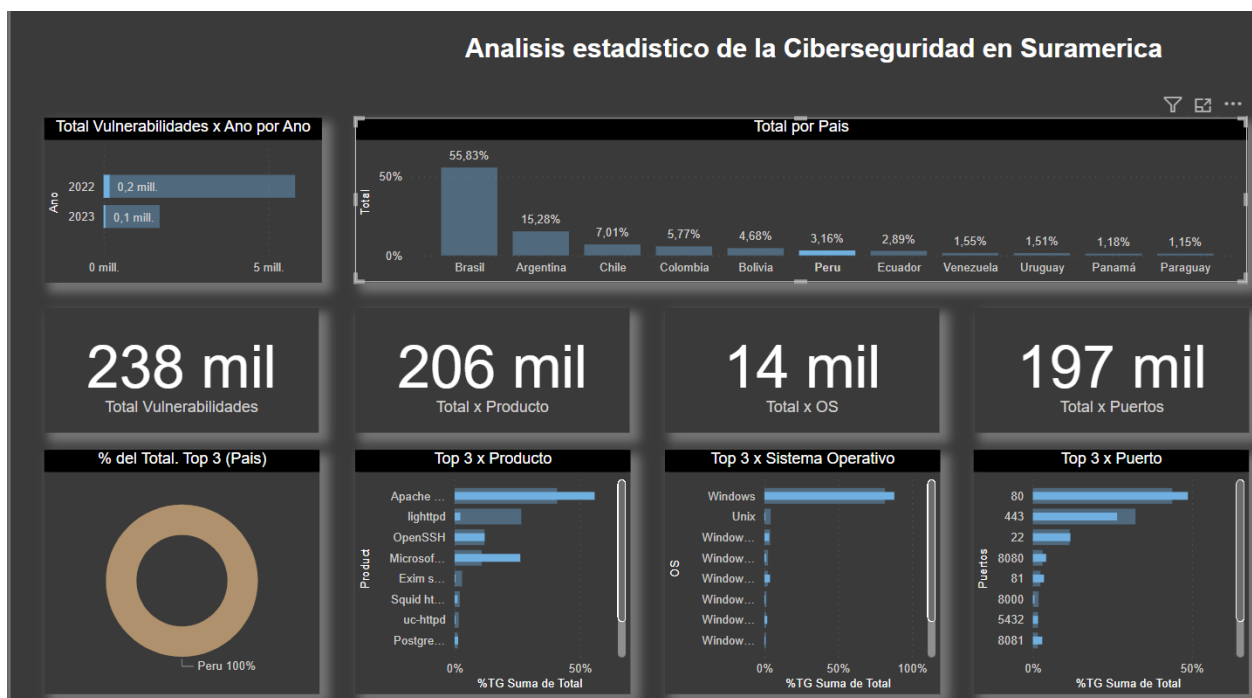 Analisis estadistico de la Ciberseguridad en Suramerica
Total Vulnerabilidades x Ano por Ano
Ano
2022
0,2 mill.
2023
0,1 mill.
0 mill.
5 mill.
Total por Pais
Total
50%
0%
55,83%
15,28%
7,01%
5,77%
4,68%
3,16%
2,89%
1,55%
1,51%
1,18%
1,15%
Brasil
Argentina
Chile
Colombia
Bolivia
Peru
Ecuador
Venezuela
Uruguay
Panamá
Paraguay
238 mil
Total Vulnerabilidades
206 mil
Total x Producto
14 mil
Total x OS
197 mil
Total x Puertos
% del Total. Top 3 (Pais)
Peru 100%
Top 3 x Producto
Product
Apache ...
lighttpd
OpenSSH
Microsof...
Exim s...
Squid ht...
uc-httpd
Postgre...
0%
50%
%TG Suma de Total
Top 3 x Sistema Operativo
OS
Windows
Unix
Window...
Window...
Window...
Window...
Window...
Window...
0%
50%
100%
%TG Suma de Total
Top 3 x Puerto
Puertos
80
443
22
8080
81
8000
5432
8081
0%
50%
%TG Suma de Total